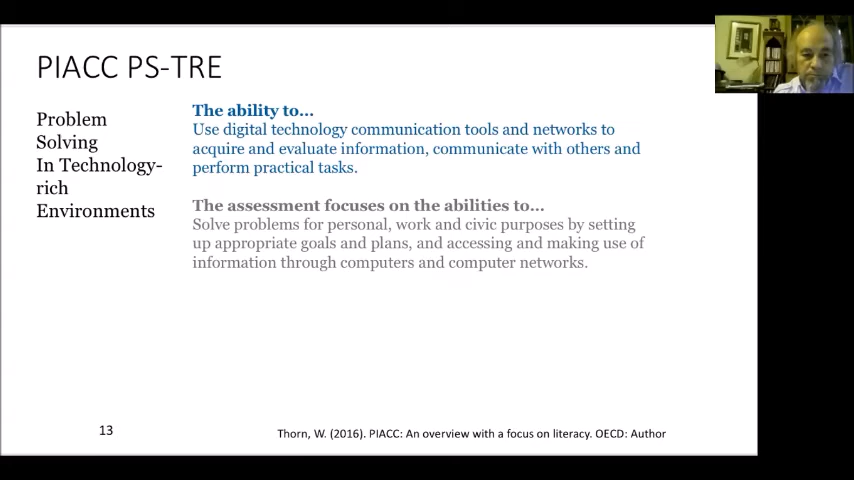 PIACC PS-TRE
Problem
Solving
In Technology-
rich
Environments
The ability to...
Use digital technology communication tools and networks to
acquire and evaluate information, communicate with others and
perform practical tasks.
The assessment focuses on the abilities to...
Solve problems for personal, work and civic purposes by setting
up appropriate goals and plans, and accessing and making use of
information through computers and computer networks.
13
Thorn, W. (2016). PIACC: An overview with a focus on literacy. OECD: Author